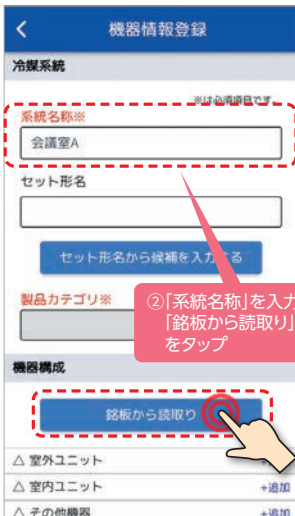 機器情報登録
冷媒系統
※は必須項目です。
系統名称※
会議室A
セット形名
セット形名から候補を入力する
製品カテゴリ※
②「系統名称」を入力
「銘板から読取り」
をタップ
機器構成
銘板から読取り
△ 室外ユニット
△ 室内ユニット
+追加
△ その他機器
+追加